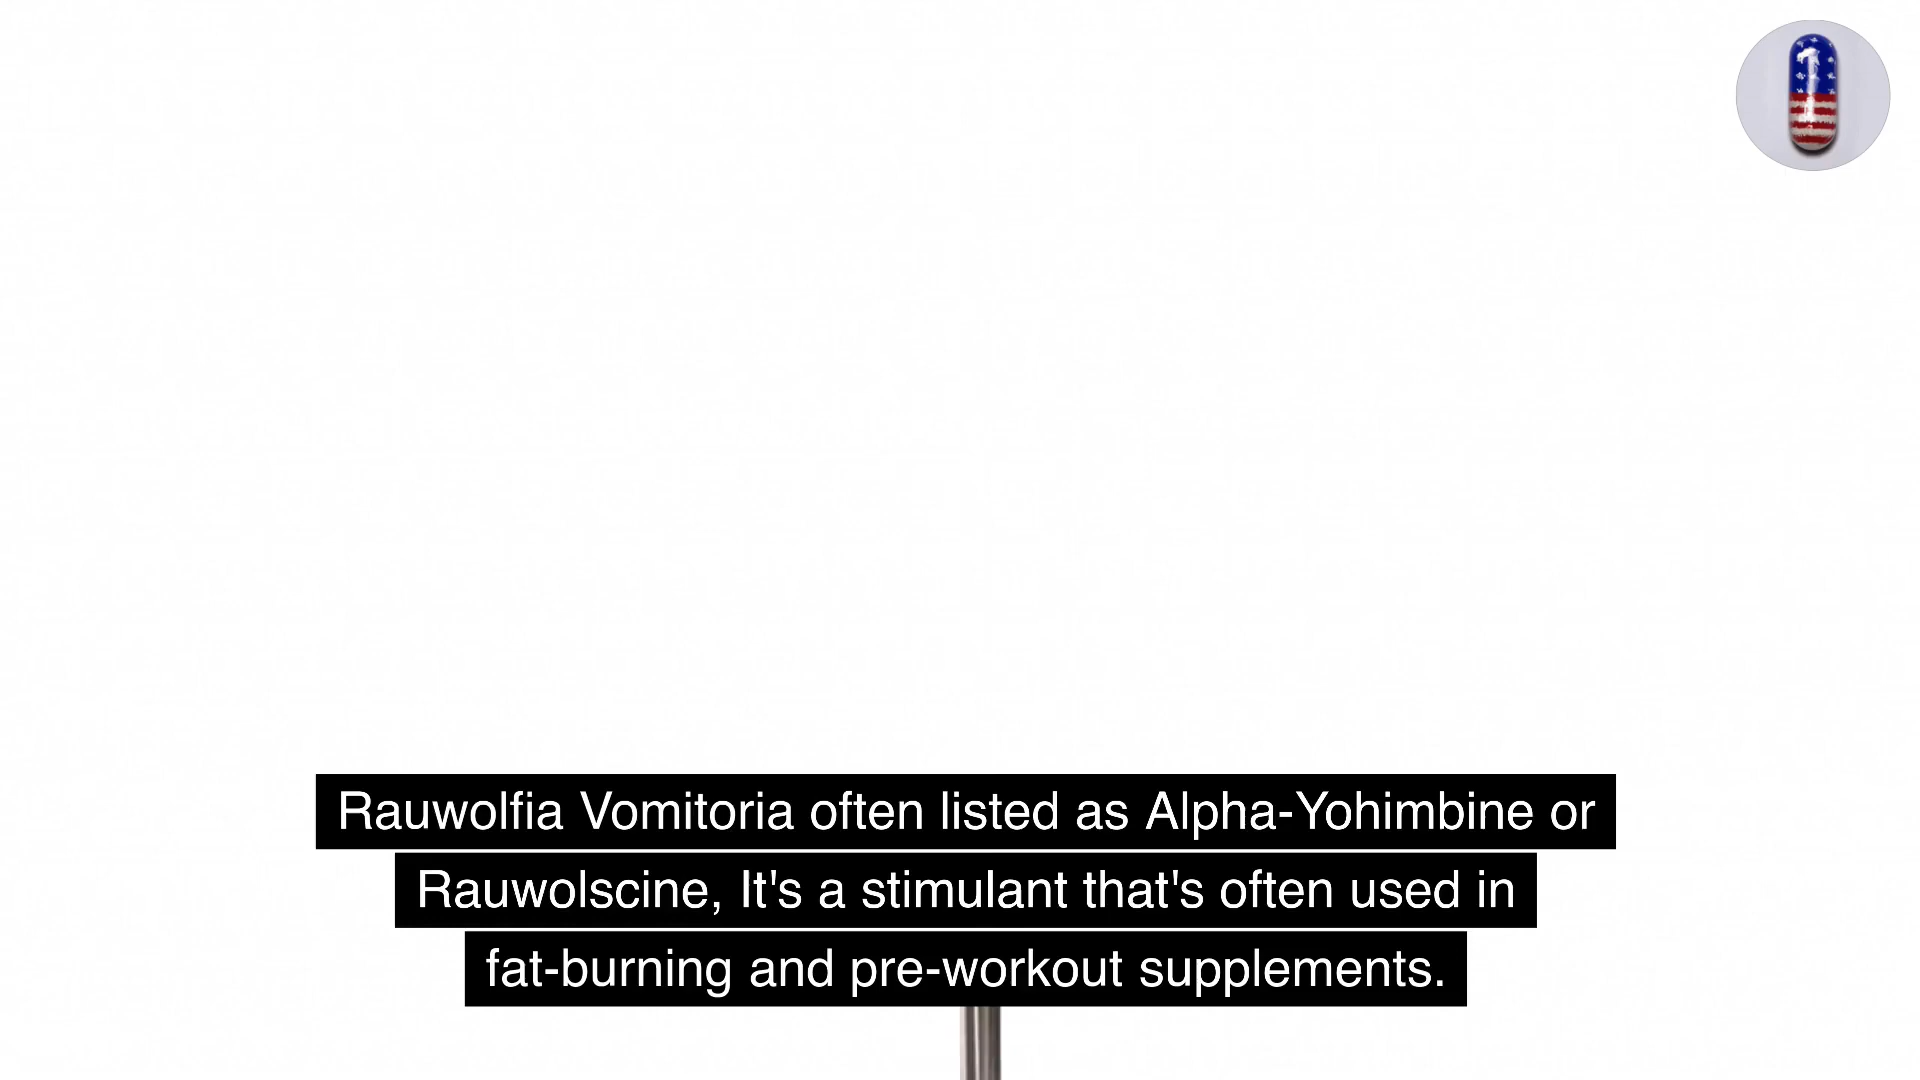 Rauwolfia Vomitoria often listed as Alpha-Yohimbine or
Rauwolscine, It's a stimulant that's often used in
fat-burning and pre-workout supplements.